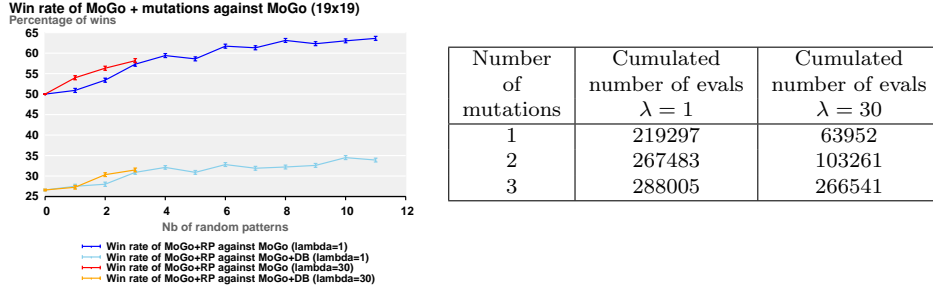 Win rate of MoGo + mutations against MoGo (19x19)
Percentage of wins
65
60
55
50
45
40
35
30
25
0 2 4 6 8 10 12
Nb of random patterns
Win rate of MoGo+RP against MoGo (lambda=1)
Win rate of MoGo+RP against MoGo+DB (lambda=1)
Win rate of MoGo+RP against MoGo (lambda=30)
Win rate of MoGo+RP against MoGo+DB (lambda=30)
Number Cumulated Cumulated
of number of evals number of evals
mutations λ = 1 λ = 30
1 219297 63952
2 267483 103261
3 288005 266541